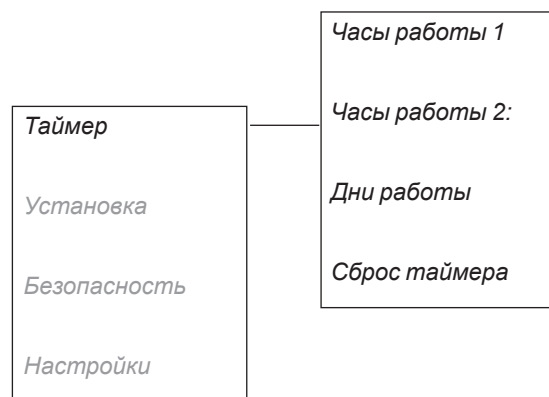 Часы работы 1
Часы работы 2:
Дни работы
Сброс таймера
Таймер
Установка
Безопасность
Настройки